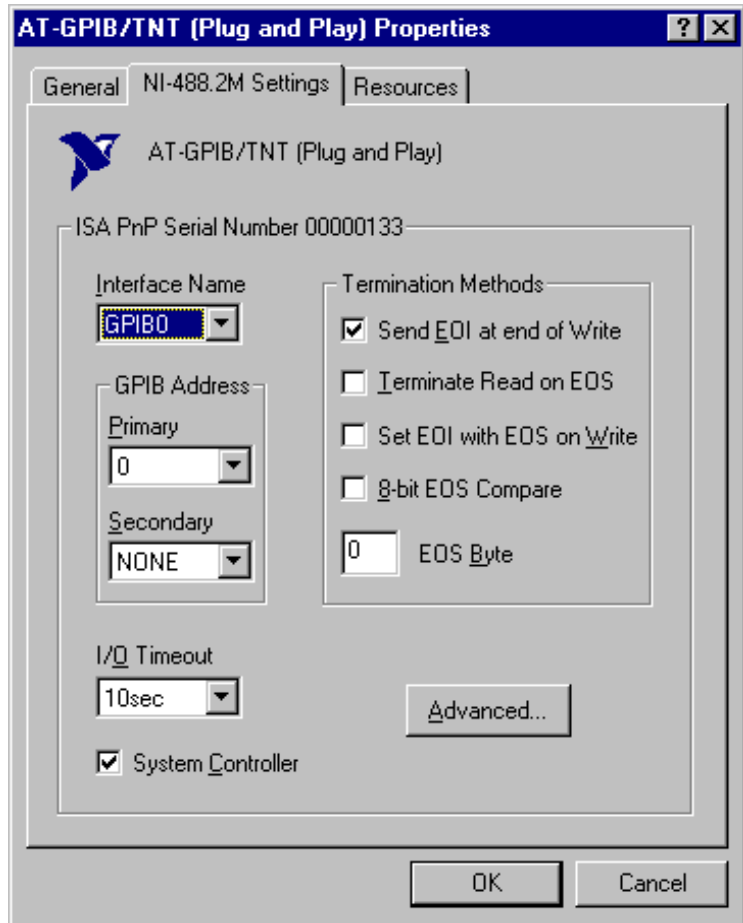 AT-GPIB/TNT (Plug and Play) Properties
General NI-488.2M Settings Resources
AT-GPIB/TNT (Plug and Play)
ISA PnP Serial Number 00000133
Interface Name
GPIB0
GPIB Address
Primary
0
Secondary
NONE
I/O Timeout
10sec
System Controller
Termination Methods
Send EOI at end of Write
Terminate Read on EOS
Set EOI with EOS on Write
8-bit EOS Compare
0 EOS Byte
Advanced...
OK Cancel